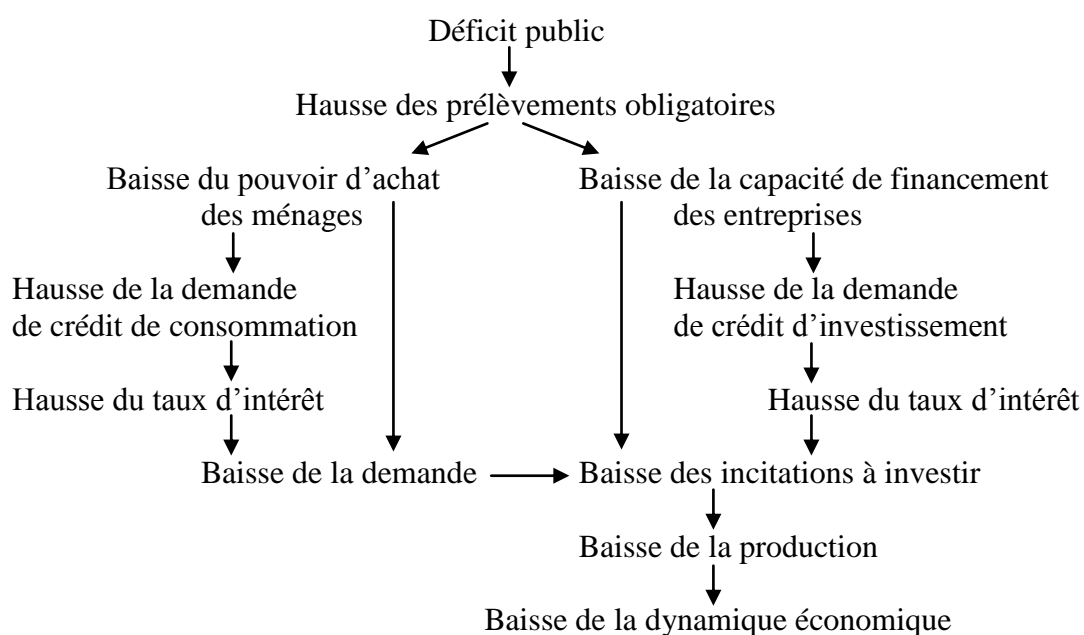 Déficit public
Hausse des prélèvements obligatoires
Baisse du pouvoir d’achat
des ménages
Baisse de la capacité de financement
des entreprises
Hausse de la demande
de crédit de consommation
Hausse de la demande
de crédit d’investissement
Hausse du taux d’intérêt
Hausse du taux d’intérêt
Baisse de la demande
Baisse des incitations à investir
Baisse de la production
Baisse de la dynamique économique